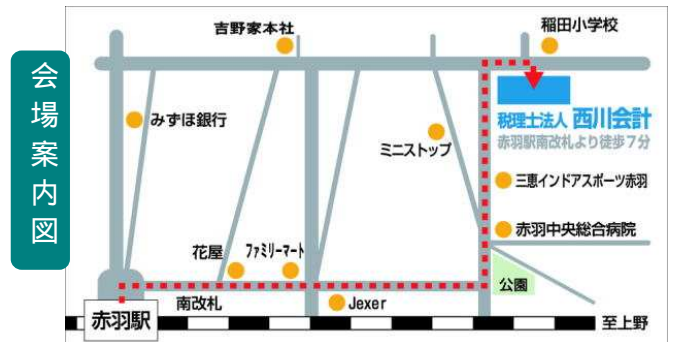 会場案内図
吉野家本社
稲田小学校
みずほ銀行
ミニストップ
税理士法人 西川会計
赤羽駅南改札より徒歩7分
三恵インドアスポーツ赤羽
赤羽中央総合病院
花屋
ファミリーマート
公園
南改札
Jexer
赤羽駅
至上野